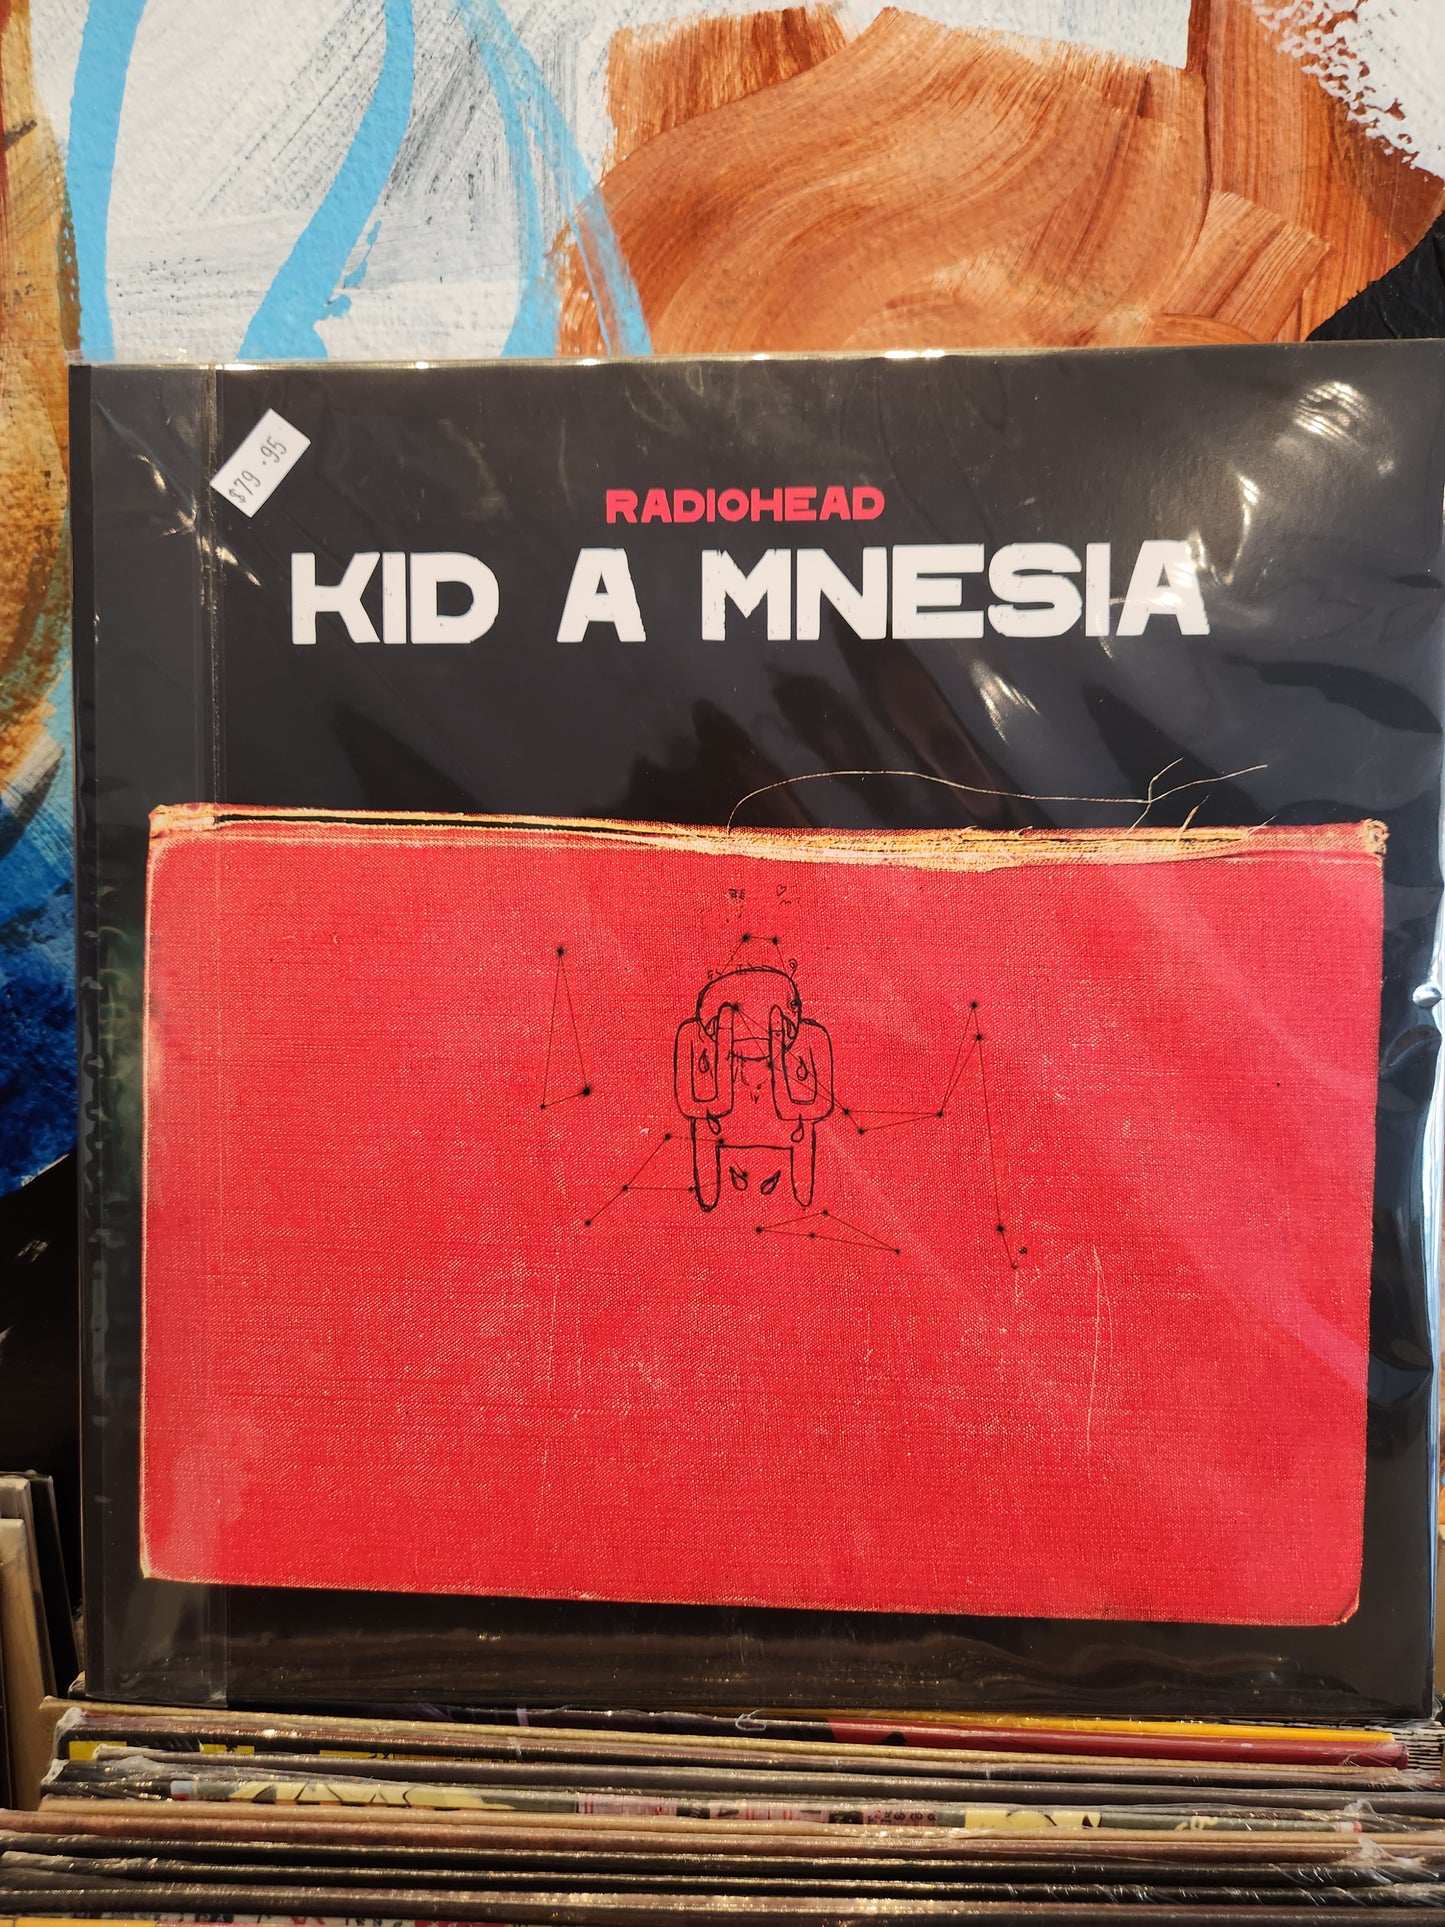 $79.95
RADIOHEAD
KID A MNESIA